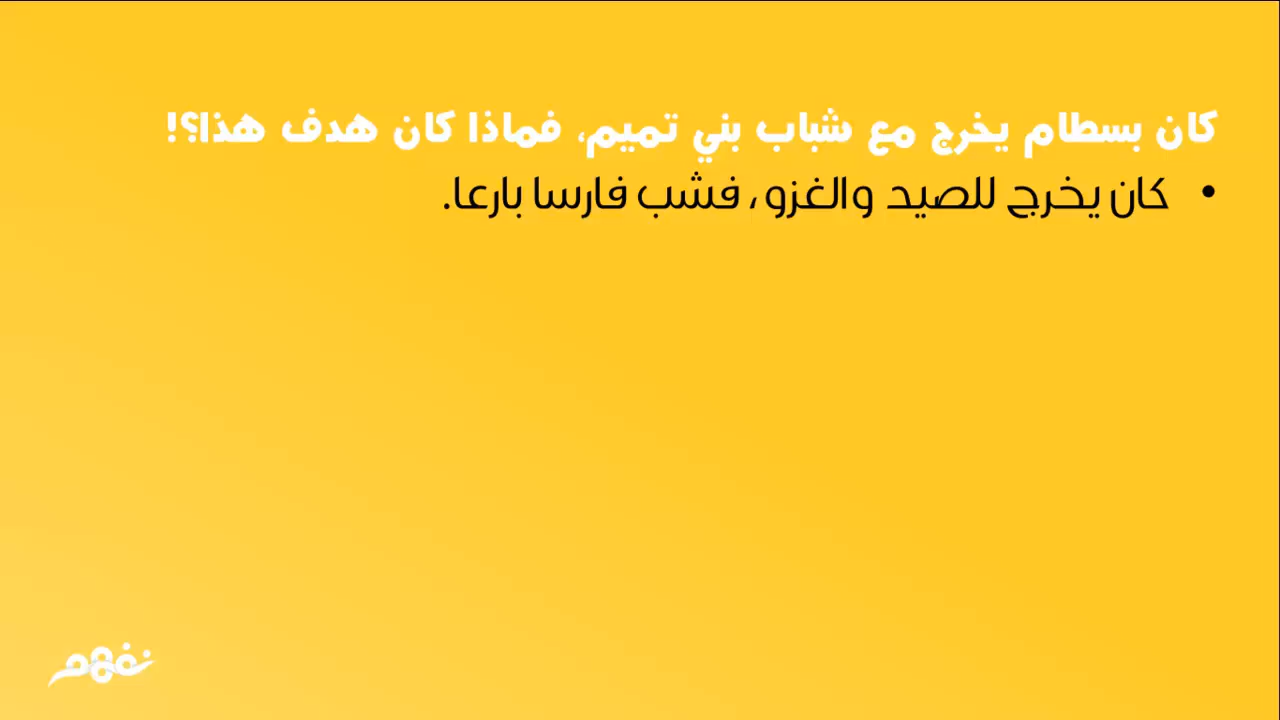 كان بسطام يخرج مع شباب بني تميم، فماذا كان هدف هذا؟!
• كان يخرج للصيد والغزو، فشب فارسا بارعا.
نفهم